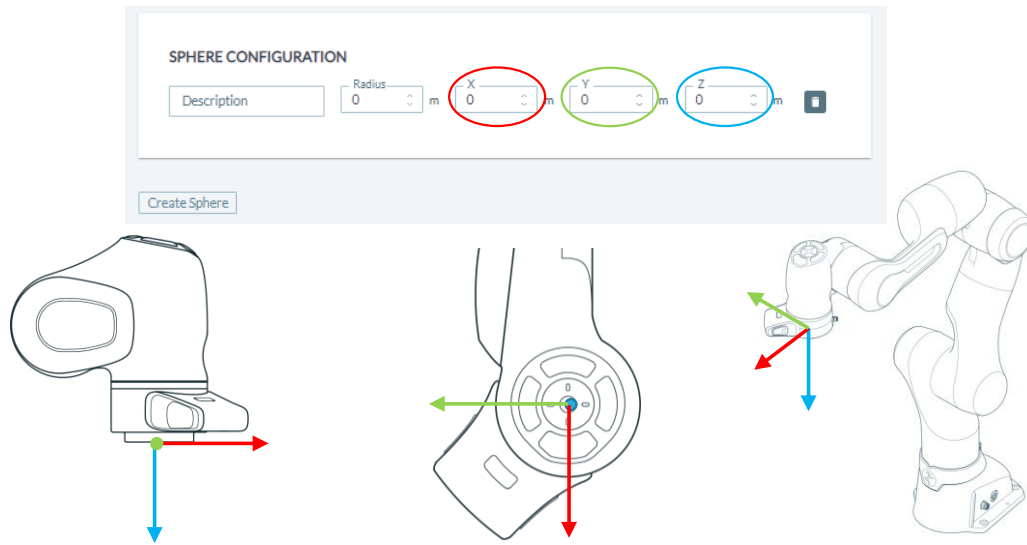 SPHERE CONFIGURATION
Radius X Y Z
Description 0 m 0 m 0 m 0 m
Create Sphere